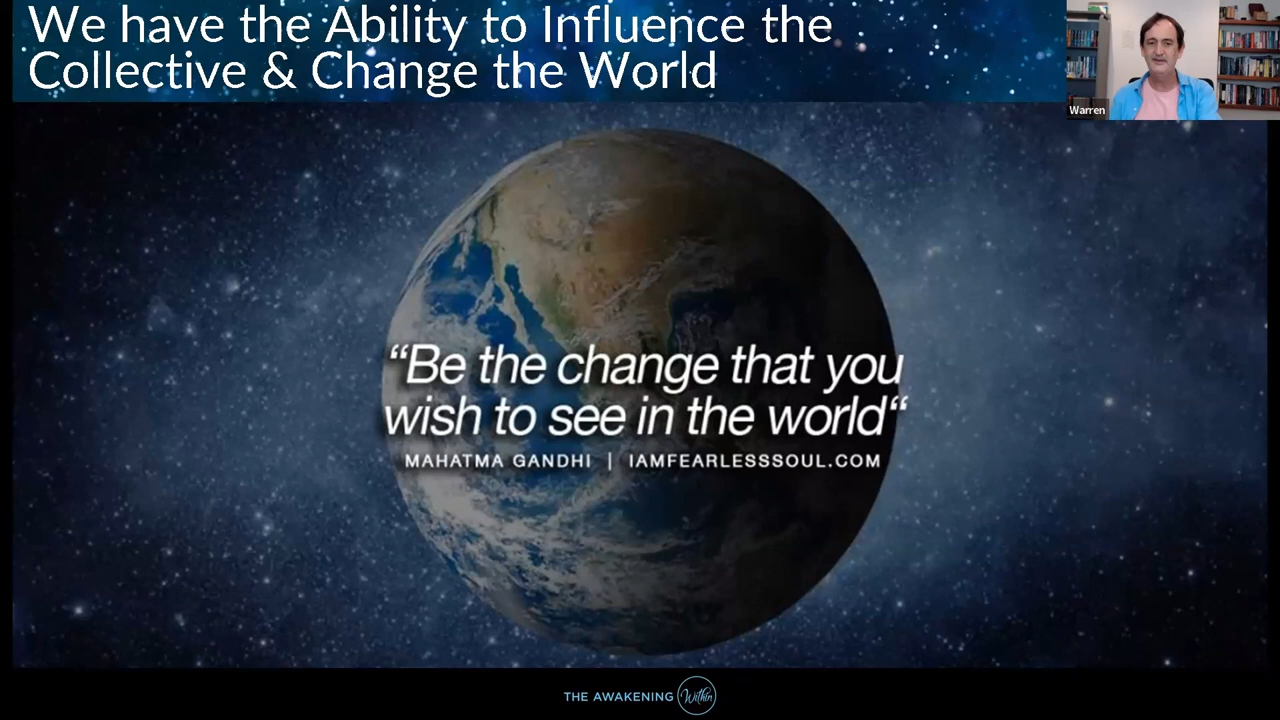 We have the Ability to Influence the
Collective & Change the World
Warren
“Be the change that you
wish to see in the world“
MAHATMA GANDHI | IAMFEARLESSSOUL.COM
THE AWAKENING Within